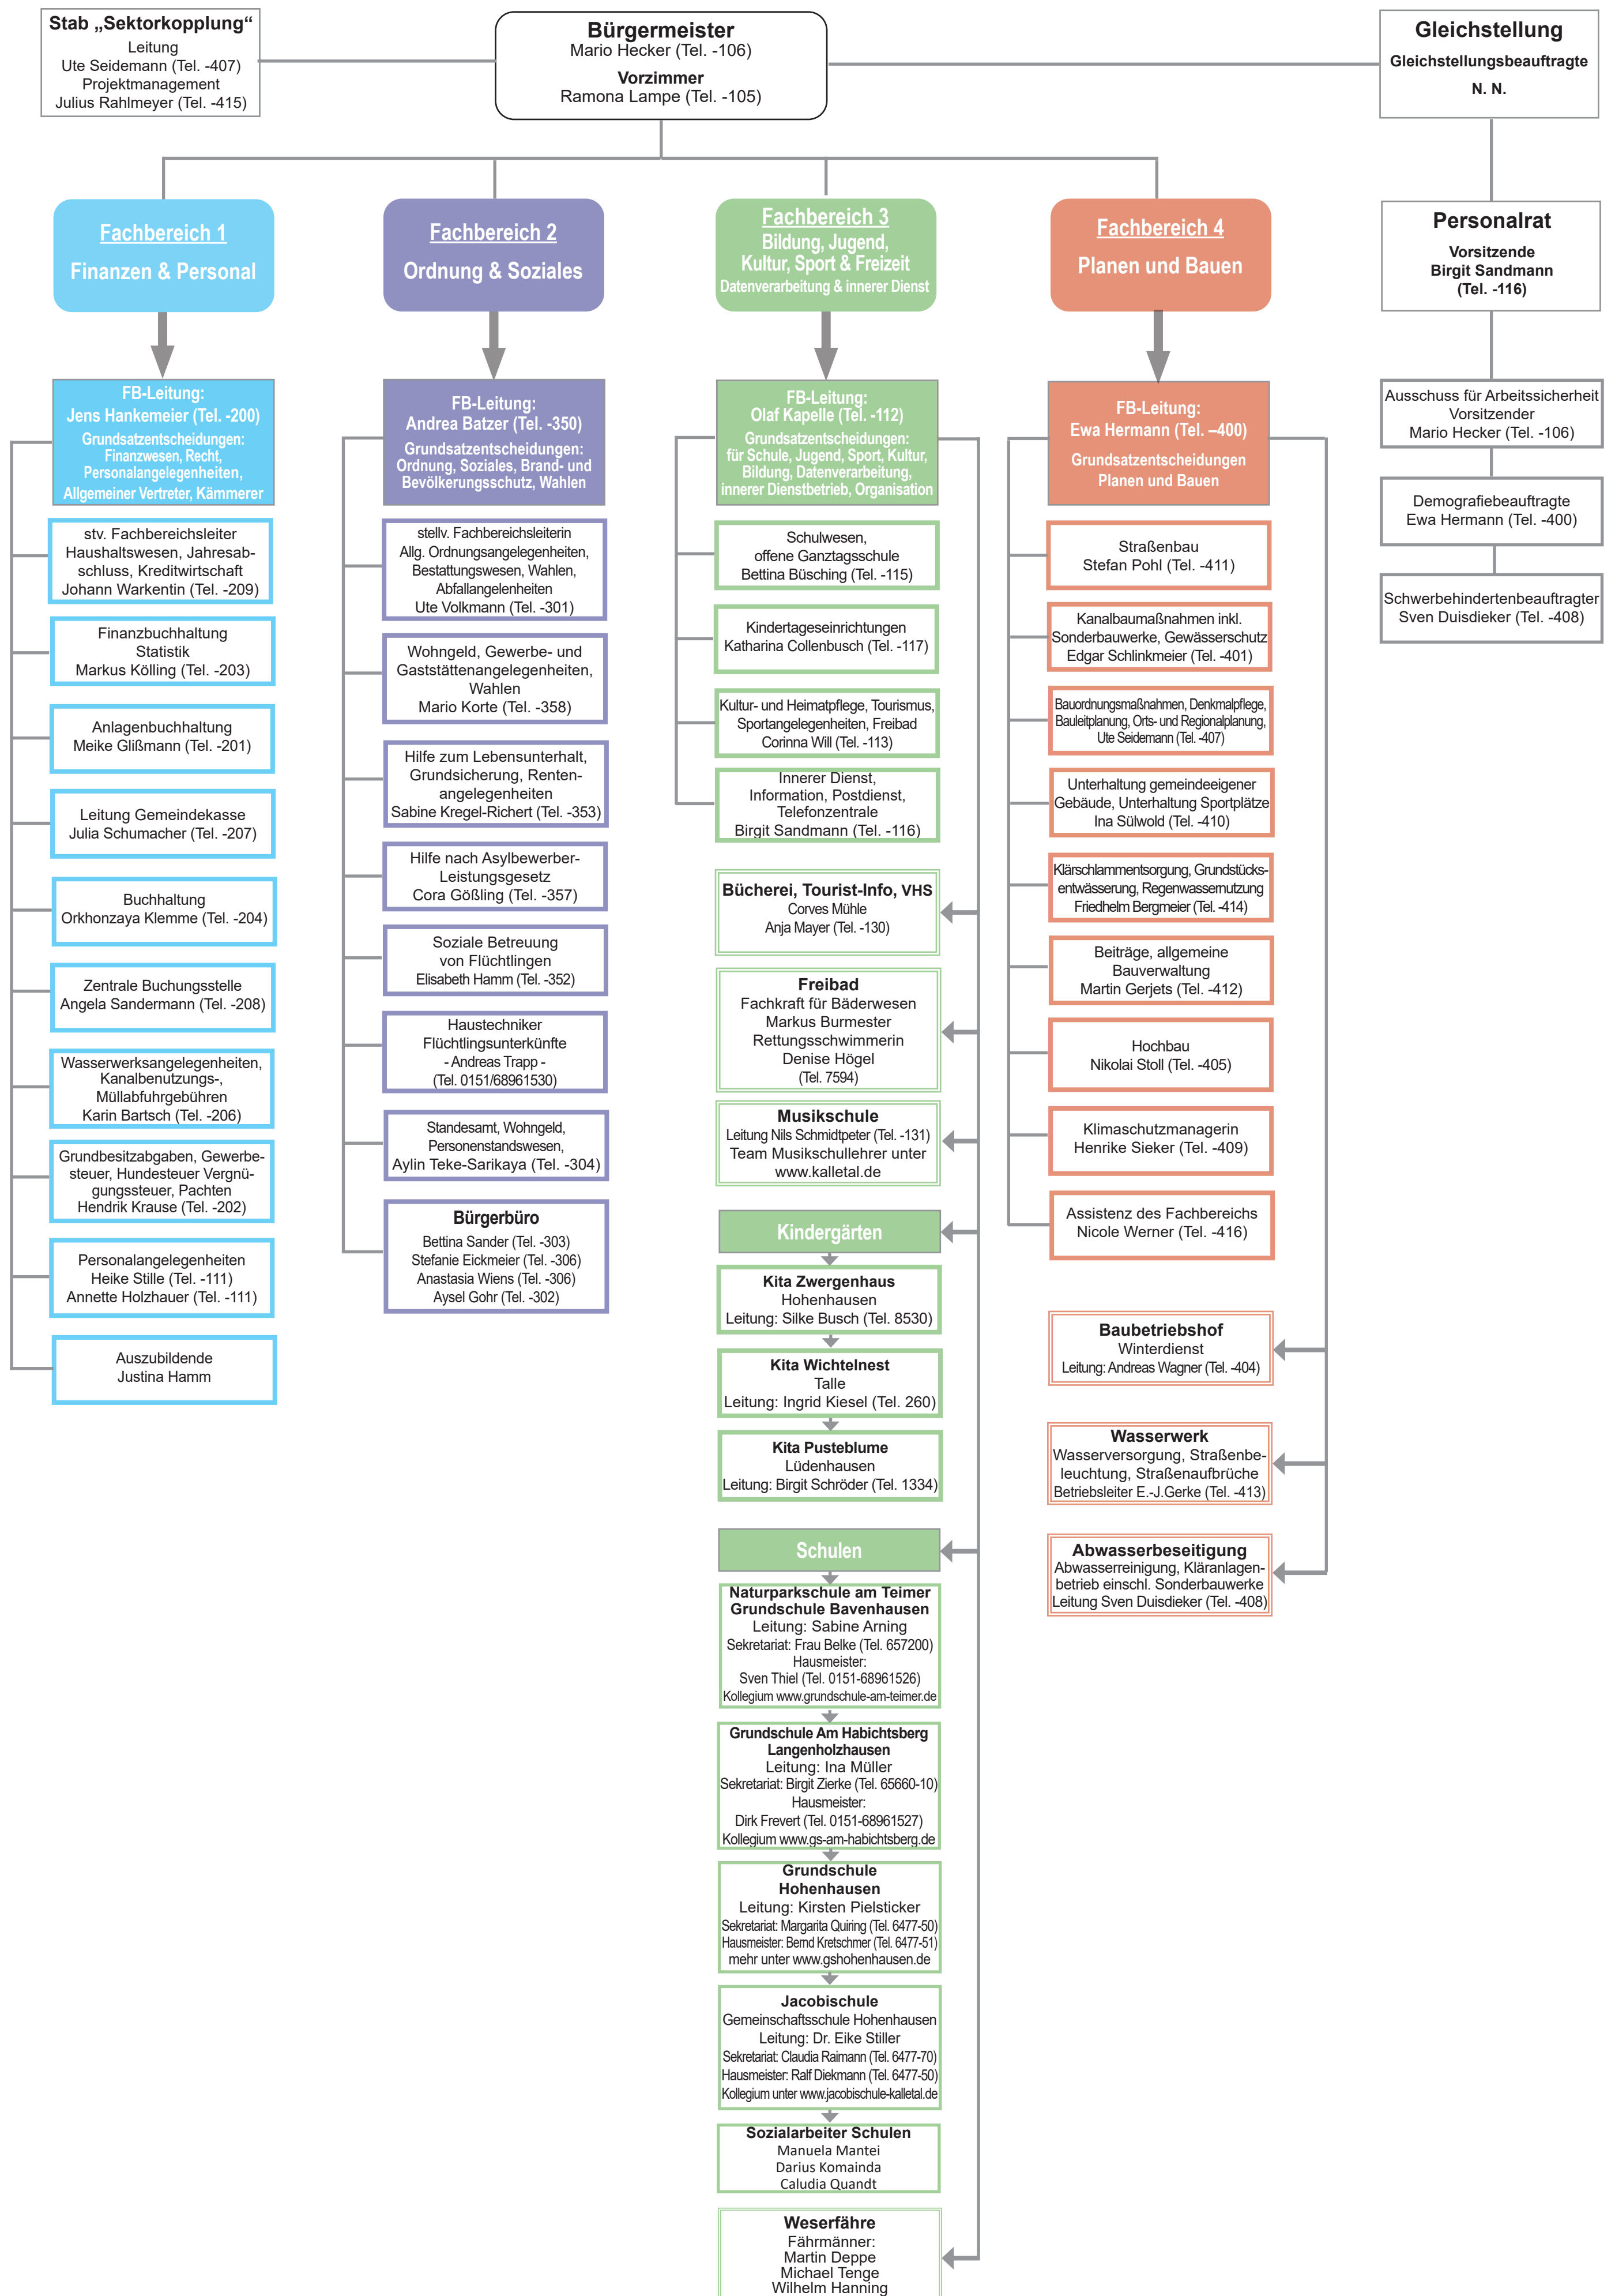 Stab „Sektorkopplung“
Leitung
Ute Seidemann (Tel. -407)
Projektmanagement
Julius Rahlmeyer (Tel. -415)
Bürgermeister
Mario Hecker (Tel. -106)
Vorzimmer
Ramona Lampe (Tel. -105)
Gleichstellung
Gleichstellungsbeauftragte
N. N.
Fachbereich 1
Finanzen & Personal
Fachbereich 2
Ordnung & Soziales
Fachbereich 3
Bildung, Jugend,
Kultur, Sport & Freizeit
Datenverarbeitung & innerer Dienst
Fachbereich 4
Planen und Bauen
Personalrat
Vorsitzende
Birgit Sandmann
(Tel. -116)
FB-Leitung:
Jens Hankemeier (Tel. -200)
Grundsatzentscheidungen:
Finanzwesen, Recht,
Personalangelegenheiten,
Allgemeiner Vertreter, Kämmerer
stv. Fachbereichsleiter
Haushaltswesen, Jahresab-
schluss, Kreditwirtschaft
Johann Warkentin (Tel. -209)
Finanzbuchhaltung
Statistik
Markus Kölling (Tel. -203)
Anlagenbuchhaltung
Meike Glißmann (Tel. -201)
Leitung Gemeindekasse
Julia Schumacher (Tel. -207)
Buchhaltung
Orkhonzaya Klemme (Tel. -204)
Zentrale Buchungsstelle
Angela Sandermann (Tel. -208)
Wasserwerksangelegenheiten,
Kanalbenutzungs-,
Müllabfuhrgebühren
Karin Bartsch (Tel. -206)
Grundbesitzabgaben, Gewerbe-
steuer, Hundesteuer Vergnü-
gungssteuer, Pachten
Hendrik Krause (Tel. -202)
Personalangelegenheiten
Heike Stille (Tel. -111)
Annette Holzhauer (Tel. -111)
Auszubildende
Justina Hamm
FB-Leitung:
Andrea Batzer (Tel. -350)
Grundsatzentscheidungen:
Ordnung, Soziales, Brand- und
Bevölkerungsschutz, Wahlen
stellv. Fachbereichsleiterin
Allg. Ordnungsangelegenheiten,
Bestattungswesen, Wahlen,
Abfallangelenheiten
Ute Volkmann (Tel. -301)
Wohngeld, Gewerbe- und
Gaststättenangelegenheiten,
Wahlen
Mario Korte (Tel. -358)
Hilfe zum Lebensunterhalt,
Grundsicherung, Renten-
angelegenheiten
Sabine Kregel-Richert (Tel. -353)
Hilfe nach Asylbewerber-
Leistungsgesetz
Cora Gößling (Tel. -357)
Soziale Betreuung
von Flüchtlingen
Elisabeth Hamm (Tel. -352)
Haustechniker
Flüchtlingsunterkünfte
- Andreas Trapp -
(Tel. 0151/68961530)
Standesamt, Wohngeld,
Personenstandswesen,
Aylin Teke-Sarikaya (Tel. -304)
Bürgerbüro
Bettina Sander (Tel. -303)
Stefanie Eickmeier (Tel. -306)
Anastasia Wiens (Tel. -306)
Aysel Gohr (Tel. -302)
FB-Leitung:
Olaf Kapelle (Tel. -112)
Grundsatzentscheidungen:
für Schule, Jugend, Sport, Kultur,
Bildung, Datenverarbeitung,
innerer Dienstbetrieb, Organisation
Schulwesen,
offene Ganztagsschule
Bettina Büsching (Tel. -115)
Kindertageseinrichtungen
Katharina Collenbusch (Tel. -117)
Kultur- und Heimatpflege, Tourismus,
Sportangelegenheiten, Freibad
Corinna Will (Tel. -113)
Innerer Dienst,
Information, Postdienst,
Telefonzentrale
Birgit Sandmann (Tel. -116)
Bücherei, Tourist-Info, VHS
Corves Mühle
Anja Mayer (Tel. -130)
Freibad
Fachkraft für Bäderwesen
Markus Burmester
Rettungsschwimmerin
Denise Högel
(Tel. 7594)
Musikschule
Leitung Nils Schmidtpeter (Tel. -131)
Team Musikschullehrer unter
www.kalletal.de
Kindergärten
Kita Zwergenhaus
Hohenhausen
Leitung: Silke Busch (Tel. 8530)
Kita Wichtelnest
Talle
Leitung: Ingrid Kiesel (Tel. 260)
Kita Pusteblume
Lüdenhausen
Leitung: Birgit Schröder (Tel. 1334)
Schulen
Naturparkschule am Teimer
Grundschule Bavenhausen
Leitung: Sabine Arning
Sekretariat: Frau Belke (Tel. 657200)
Hausmeister:
Sven Thiel (Tel. 0151-68961526)
Kollegium www.grundschule-am-teimer.de
Grundschule Am Habichtsberg
Langenholzhausen
Leitung: Ina Müller
Sekretariat: Birgit Zierke (Tel. 65660-10)
Hausmeister:
Dirk Frevert (Tel. 0151-68961527)
Kollegium www.gs-am-habichtsberg.de
Grundschule
Hohenhausen
Leitung: Kirsten Pielsticker
Sekretariat: Margarita Quiring (Tel. 6477-50)
Hausmeister: Bernd Kretschmer (Tel. 6477-51)
mehr unter www.gshohenhausen.de
Jacobischule
Gemeinschaftsschule Hohenhausen
Leitung: Dr. Eike Stiller
Sekretariat: Claudia Raimann (Tel. 6477-70)
Hausmeister: Ralf Diekmann (Tel. 6477-50)
Kollegium unter www.jacobischule-kalletal.de
Sozialarbeiter Schulen
Manuela Mantei
Darius Komainda
Caludia Quandt
Weserfähre
Fährmänner:
Martin Deppe
Michael Tenge
Wilhelm Hanning
FB-Leitung:
Ewa Hermann (Tel. –400)
Grundsatzentscheidungen
Planen und Bauen
Straßenbau
Stefan Pohl (Tel. -411)
Kanalbaumaßnahmen inkl.
Sonderbauwerke, Gewässerschutz
Edgar Schlinkmeier (Tel. -401)
Bauordnungsmaßnahmen, Denkmalpflege,
Bauleitplanung, Orts- und Regionalplanung,
Ute Seidemann (Tel. -407)
Unterhaltung gemeindeeigener
Gebäude, Unterhaltung Sportplätze
Ina Sülwold (Tel. -410)
Klärschlammentsorgung, Grundstücks-
entwässerung, Regenwassernutzung
Friedhelm Bergmeier (Tel. -414)
Beiträge, allgemeine
Bauverwaltung
Martin Gerjets (Tel. -412)
Hochbau
Nikolai Stoll (Tel. -405)
Klimaschutzmanagerin
Henrike Sieker (Tel. -409)
Assistenz des Fachbereichs
Nicole Werner (Tel. -416)
Baubetriebshof
Winterdienst
Leitung: Andreas Wagner (Tel. -404)
Wasserwerk
Wasserversorgung, Straßenbe-
leuchtung, Straßenaufbrüche
Betriebsleiter E.-J.Gerke (Tel. -413)
Abwasserbeseitigung
Abwasserreinigung, Kläranlagen-
betrieb einschl. Sonderbauwerke
Leitung Sven Duisdieker (Tel. -408)
Ausschuss für Arbeitssicherheit
Vorsitzender
Mario Hecker (Tel. -106)
Demografiebeauftragte
Ewa Hermann (Tel. -400)
Schwerbehindertenbeauftragter
Sven Duisdieker (Tel. -408)